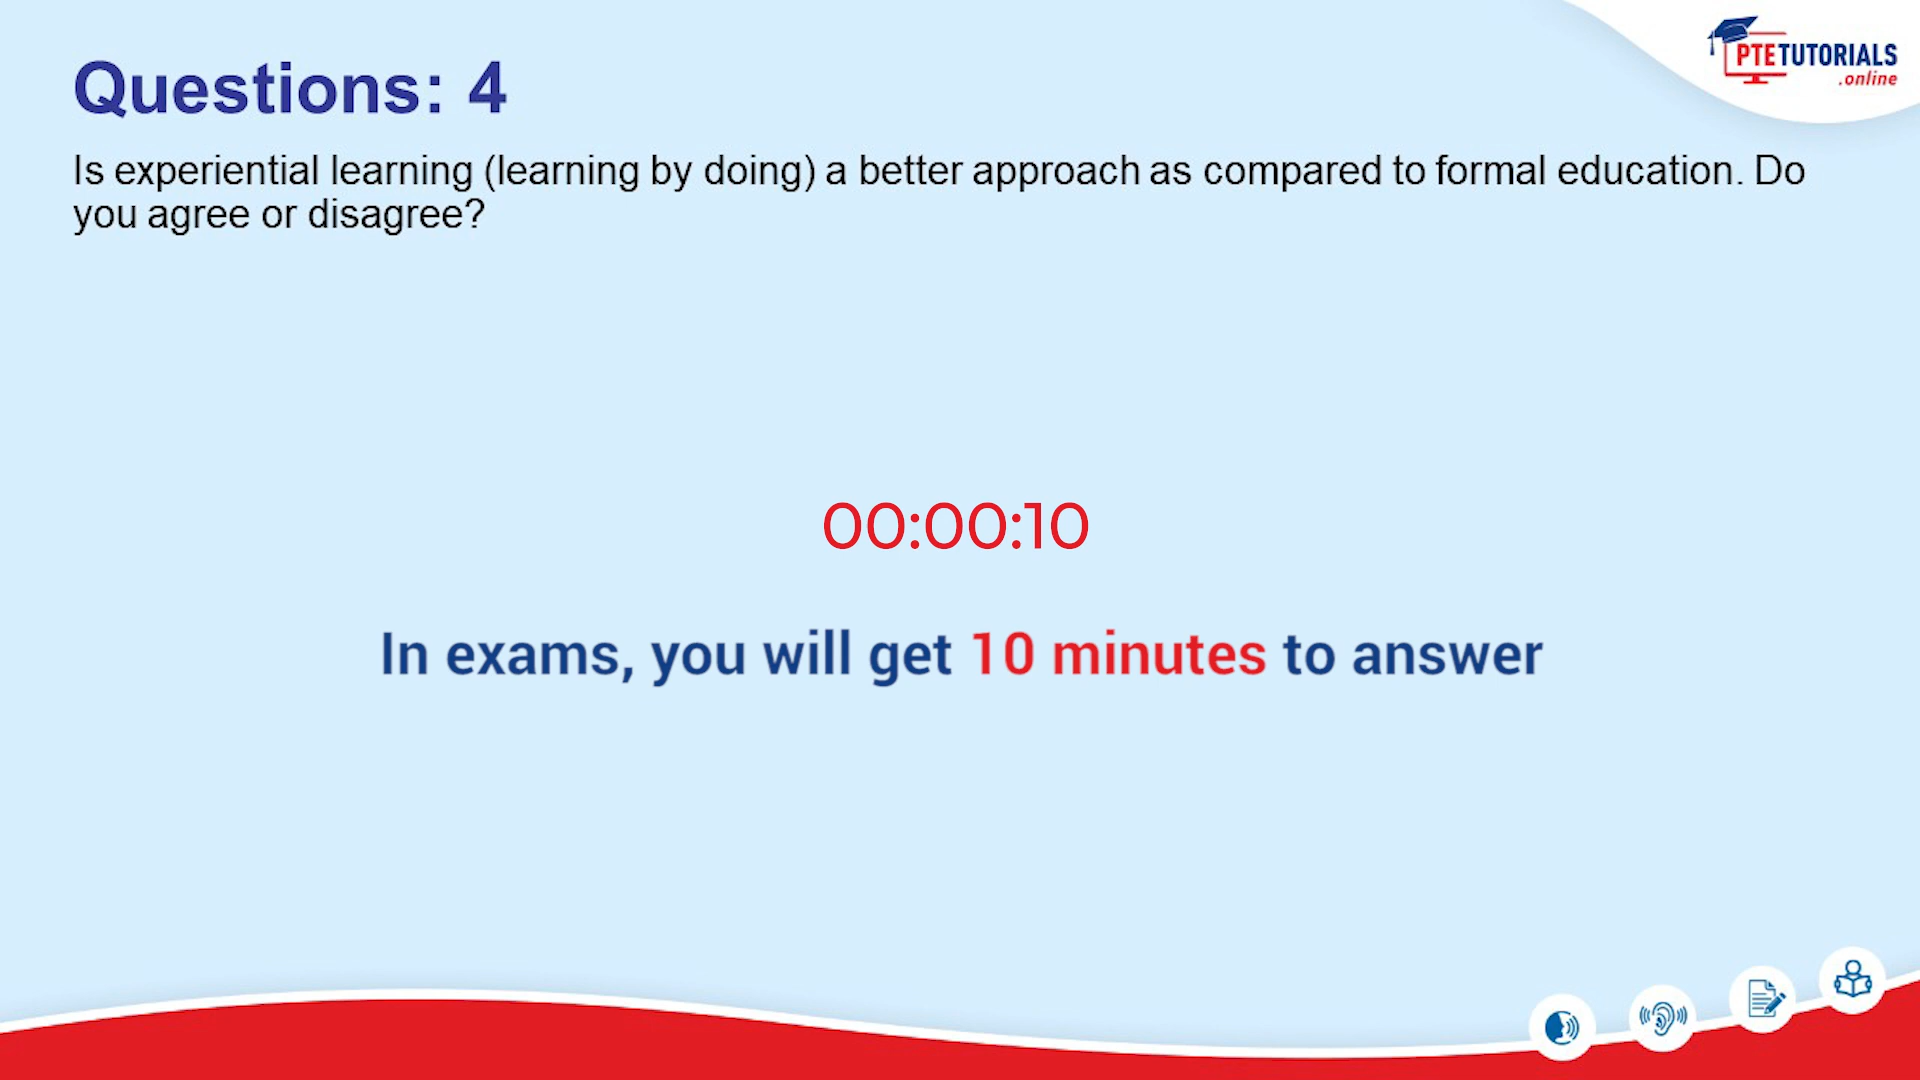 PTETUTORIALS
.online
Questions: 4
Is experiential learning (learning by doing) a better approach as compared to formal education. Do
you agree or disagree?
00:00:10
In exams, you will get 10 minutes to answer